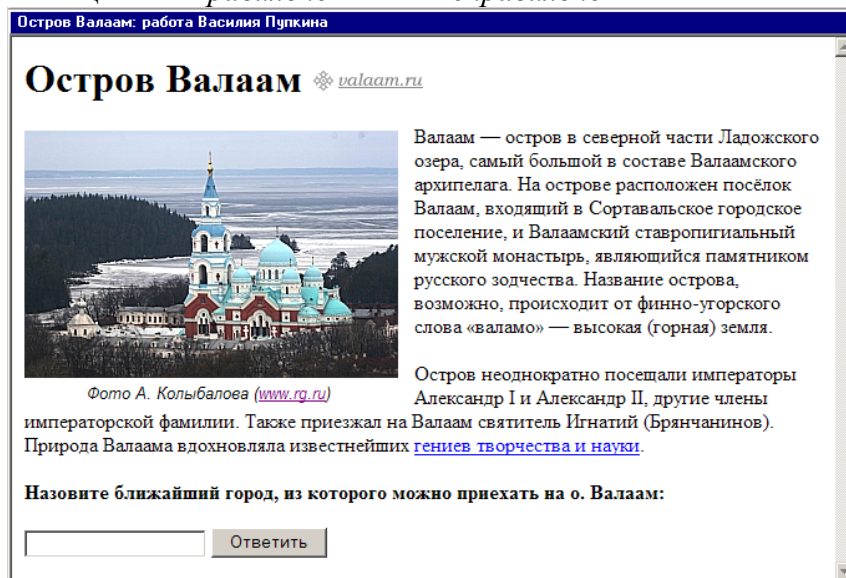 Остров Валаам: работа Василия Пупкина
Остров Валаам valaam.ru
Валаам — остров в северной части Ладожского
озера, самый большой в составе Валаамского
архипелага. На острове расположен посёлок
Валаам, входящий в Сортавальское городское
поселение, и Валаамский ставропигиальный
мужской монастырь, являющийся памятником
русского зодчества. Название острова,
возможно, происходит от финно-угорского
слова «валамо» — высокая (горная) земля.
Фото А. Колыбалова (www.rg.ru)
Остров неоднократно посещали императоры
Александр I и Александр II, другие члены
императорской фамилии. Также приезжал на Валаам святитель Игнатий (Брянчанинов).
Природа Валаама вдохновляла известнейших гениев творчества и науки.
Назовите ближайший город, из которого можно приехать на о. Валаам:
Ответить